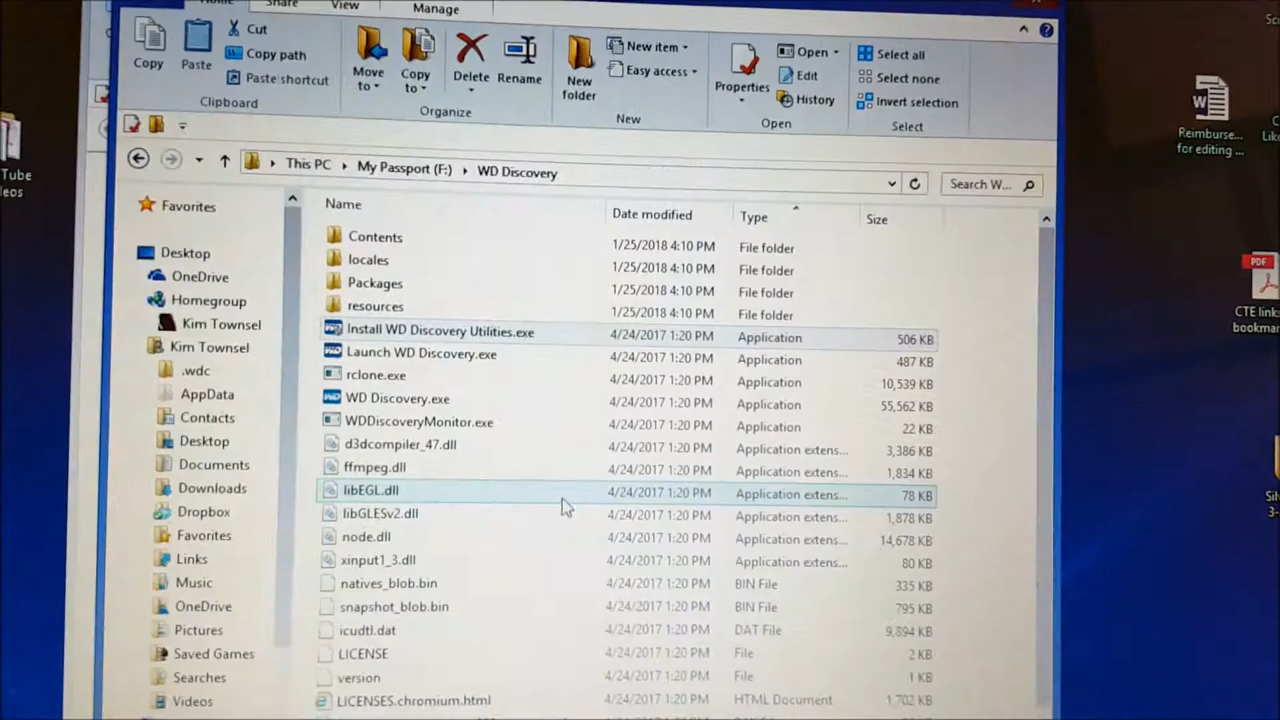 Home
Share
View
Manage
Copy
Paste
Cut
Copy path
Paste shortcut
Clipboard
Move to
Copy to
Delete
Rename
Organize
New folder
New item
Easy access
New
Properties
Open
Edit
History
Open
Select all
Select none
Invert selection
Select
This PC
My Passport (F:)
WD Discovery
Search W...
Name
Date modified
Type
Size
Contents 1/25/2018 4:10 PM File folder
locales 1/25/2018 4:10 PM File folder
Packages 1/25/2018 4:10 PM File folder
resources 1/25/2018 4:10 PM File folder
Install WD Discovery Utilities.exe 4/24/2017 1:20 PM Application 506 KB
Launch WD Discovery.exe 4/24/2017 1:20 PM Application 487 KB
rclone.exe 4/24/2017 1:20 PM Application 10,539 KB
WD Discovery.exe 4/24/2017 1:20 PM Application 55,562 KB
WDDiscoveryMonitor.exe 4/24/2017 1:20 PM Application 22 KB
d3dcompiler_47.dll 4/24/2017 1:20 PM Application extens... 3,386 KB
ffmpeg.dll 4/24/2017 1:20 PM Application extens... 1,834 KB
libEGL.dll 4/24/2017 1:20 PM Application extens... 78 KB
libGLESv2.dll 4/24/2017 1:20 PM Application extens... 1,878 KB
node.dll 4/24/2017 1:20 PM Application extens... 14,678 KB
xinput1_3.dll 4/24/2017 1:20 PM Application extens... 80 KB
natives_blob.bin 4/24/2017 1:20 PM BIN File 335 KB
snapshot_blob.bin 4/24/2017 1:20 PM BIN File 795 KB
icudtl.dat 4/24/2017 1:20 PM DAT File 9,894 KB
LICENSE 4/24/2017 1:20 PM File 2 KB
version 4/24/2017 1:20 PM File 1 KB
LICENSES.chromium.html 4/24/2017 1:20 PM HTML Document 1,702 KB
Favorites
Desktop
OneDrive
Homegroup
Kim Townsel
Kim Townsel
.wdc
AppData
Contacts
Desktop
Documents
Downloads
Dropbox
Favorites
Links
Music
OneDrive
Pictures
Saved Games
Searches
Videos
Tube
eos
Reimburse...
for editing ...
PDF
CTE links
bookmar